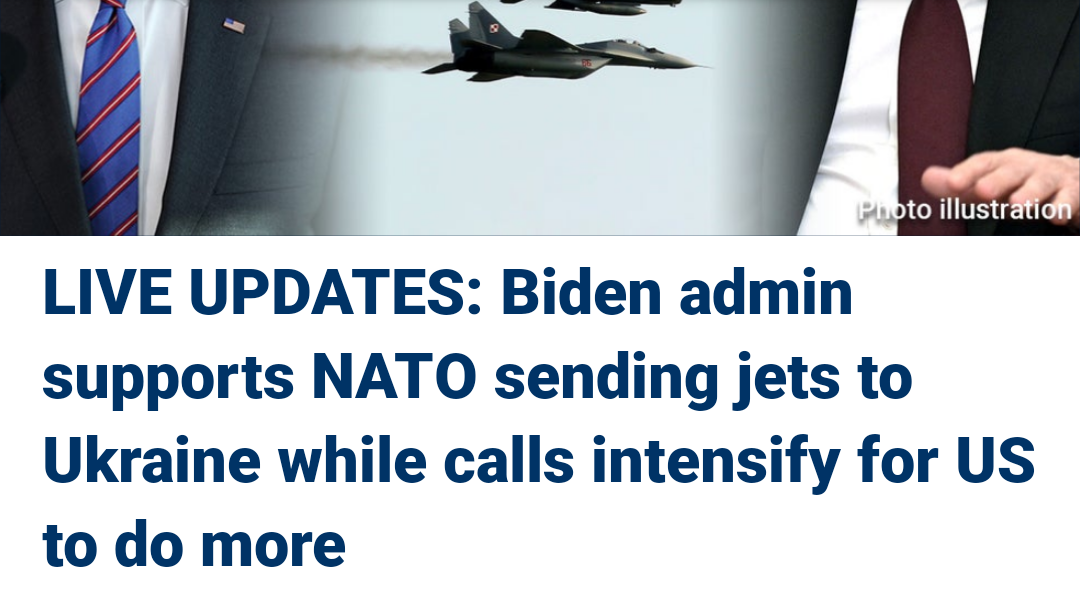 Photo illustration
LIVE UPDATES: Biden admin
supports NATO sending jets to
Ukraine while calls intensify for US
to do more